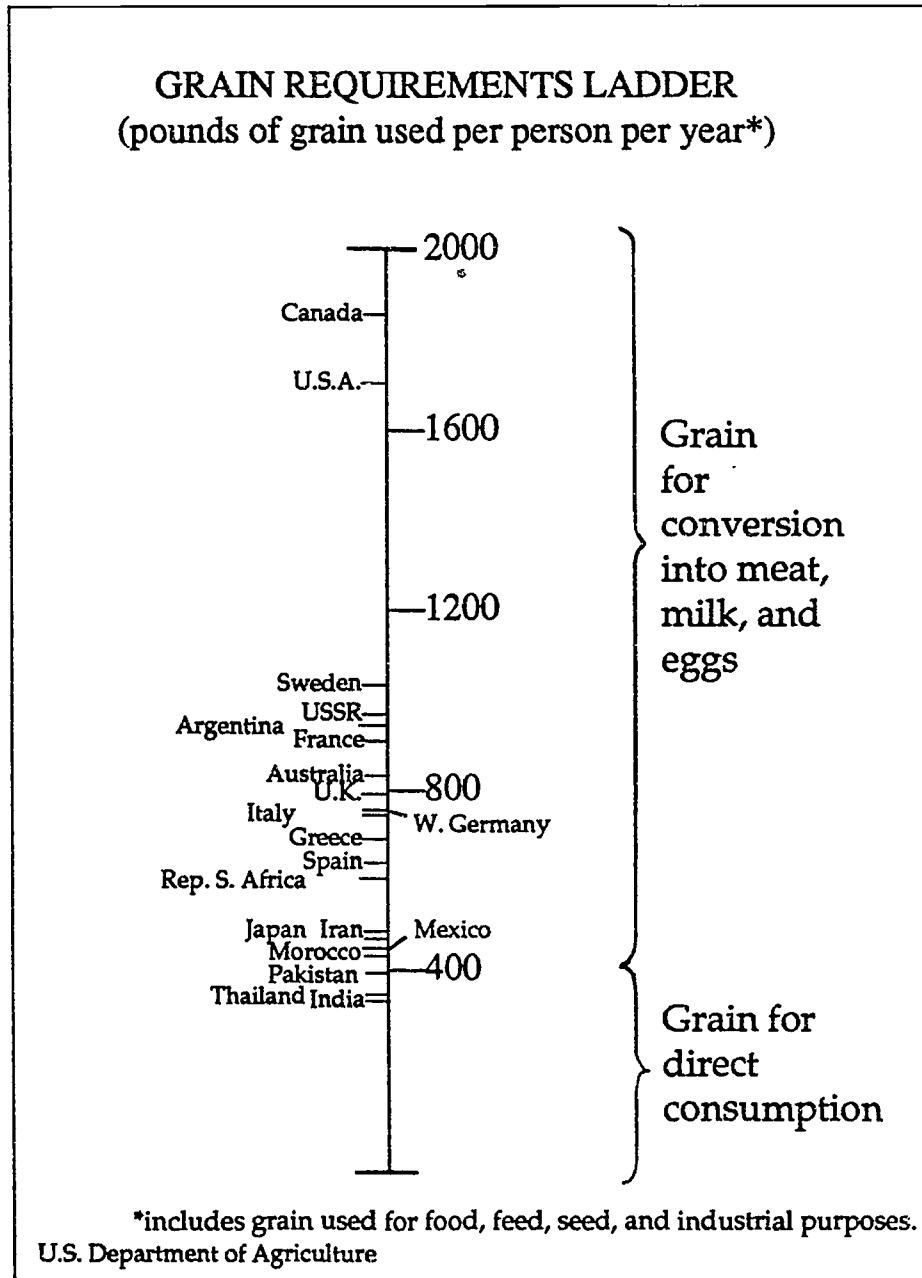 GRAIN REQUIREMENTS LADDER
(pounds of grain used per person per year*)
2000
Canada
U.S.A.
1600
Grain
for
conversion
into meat,
milk, and
eggs
1200
Sweden
USSR
Argentina
France
Australia
800
U.K.
Italy
W. Germany
Greece
Spain
Rep. S. Africa
Japan Iran
Mexico
Morocco
400
Pakistan
Thailand India
Grain for
direct
consumption
*includes grain used for food, feed, seed, and industrial purposes.
U.S. Department of Agriculture